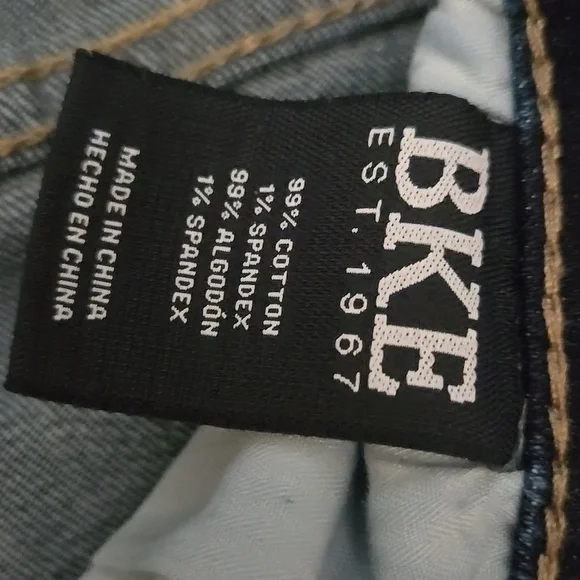 BKE
EST. 1967
99% COTTON
1% SPANDEX
99% ALGODÓN
1% SPANDEX
MADE IN CHINA
HECHO EN CHINA